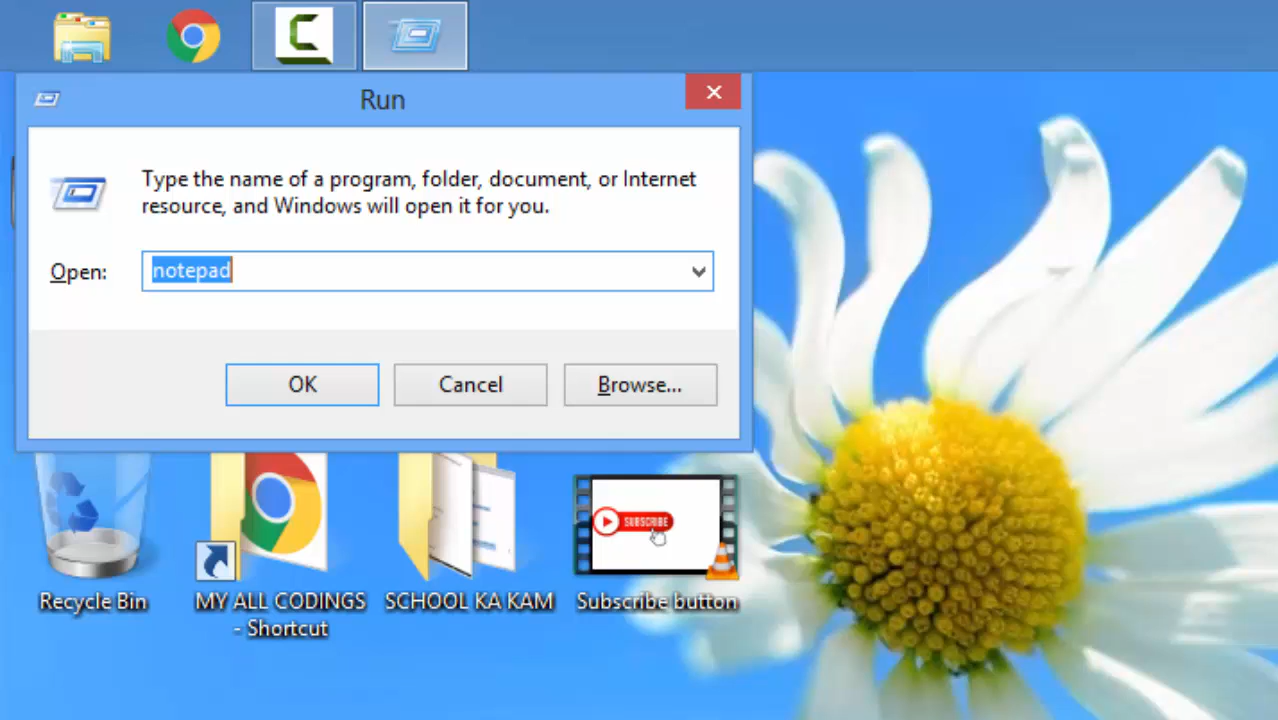 Run
Type the name of a program, folder, document, or Internet
resource, and Windows will open it for you.
Open:
notepad
OK
Cancel
Browse...
SUBSCRIBE
Recycle Bin
MY ALL CODINGS
- Shortcut
SCHOOL KA KAM
Subscribe button